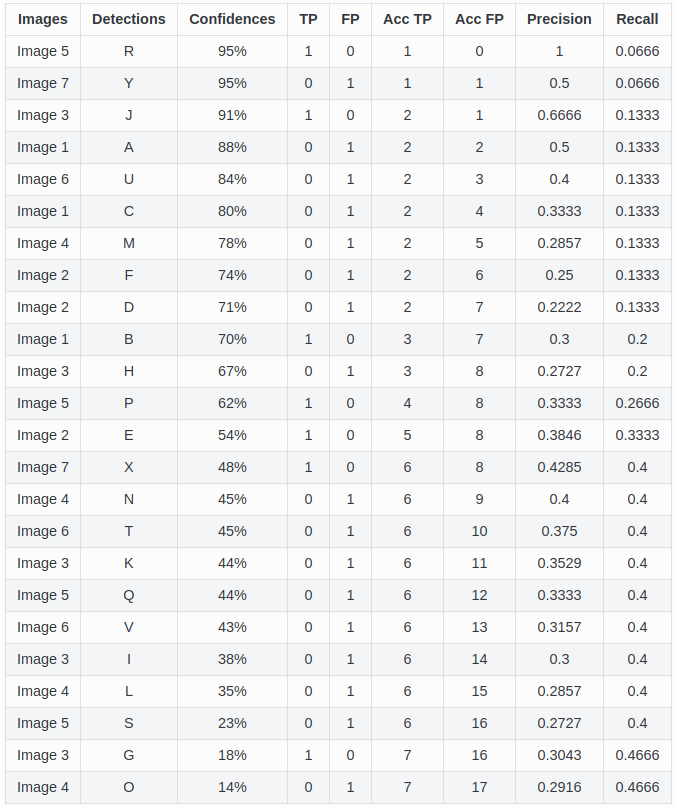 Images Detections Confidences TP FP Acc TP Acc FP Precision Recall
Image 5 R 95% 1 0 1 0 1 0.0666
Image 7 Y 95% 0 1 1 1 0.5 0.0666
Image 3 J 91% 1 0 2 1 0.6666 0.1333
Image 1 A 88% 0 1 2 2 0.5 0.1333
Image 6 U 84% 0 1 2 3 0.4 0.1333
Image 1 C 80% 0 1 2 4 0.3333 0.1333
Image 4 M 78% 0 1 2 5 0.2857 0.1333
Image 2 F 74% 0 1 2 6 0.25 0.1333
Image 2 D 71% 0 1 2 7 0.2222 0.1333
Image 1 B 70% 1 0 3 7 0.3 0.2
Image 3 H 67% 0 1 3 8 0.2727 0.2
Image 5 P 62% 1 0 4 8 0.3333 0.2666
Image 2 E 54% 1 0 5 8 0.3846 0.3333
Image 7 X 48% 1 0 6 8 0.4285 0.4
Image 4 N 45% 0 1 6 9 0.4 0.4
Image 6 T 45% 0 1 6 10 0.375 0.4
Image 3 K 44% 0 1 6 11 0.3529 0.4
Image 5 Q 44% 0 1 6 12 0.3333 0.4
Image 6 V 43% 0 1 6 13 0.3157 0.4
Image 3 I 38% 0 1 6 14 0.3 0.4
Image 4 L 35% 0 1 6 15 0.2857 0.4
Image 5 S 23% 0 1 6 16 0.2727 0.4
Image 3 G 18% 1 0 7 16 0.3043 0.4666
Image 4 O 14% 0 1 7 17 0.2916 0.4666